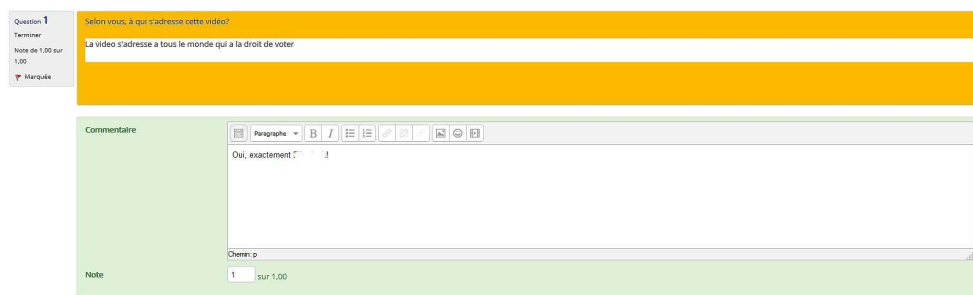 Question 1
Terminer
Note de 1,00 sur
1,00
Marquée
Selon vous, à qui s'adresse cette vidéo?
La video s'adresse a tous le monde qui a la droit de voter
Commentaire
Paragraphe
B I
Oui, exactement !
Chemin: p
Note
1 sur 1,00